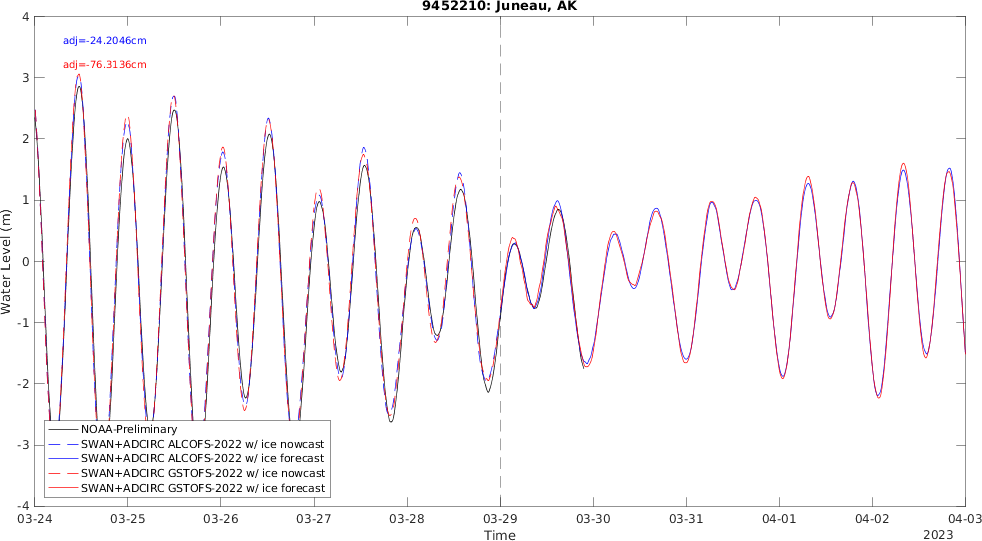 9452210: Juneau, AK
adj=-24.2046cm
adj=-76.3136cm
4
3
2
1
0
-1
-2
-3
-4
Water Level (m)
NOAA-Preliminary
SWAN+ADCIRC ALCOFS-2022 w/ ice nowcast
SWAN+ADCIRC ALCOFS-2022 w/ ice forecast
SWAN+ADCIRC GSTOFS-2022 w/ ice nowcast
SWAN+ADCIRC GSTOFS-2022 w/ ice forecast
03-24 03-25 03-26 03-27 03-28 03-29 03-30 03-31 04-01 04-02 04-03
Time
2023